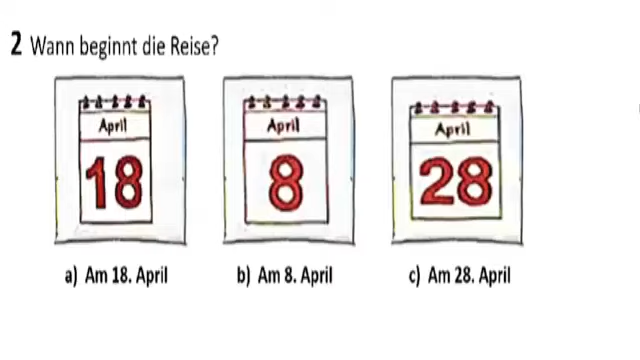 2 Wann beginnt die Reise?
April April April
18 8 28
a) Am 18. April b) Am 8. April c) Am 28. April